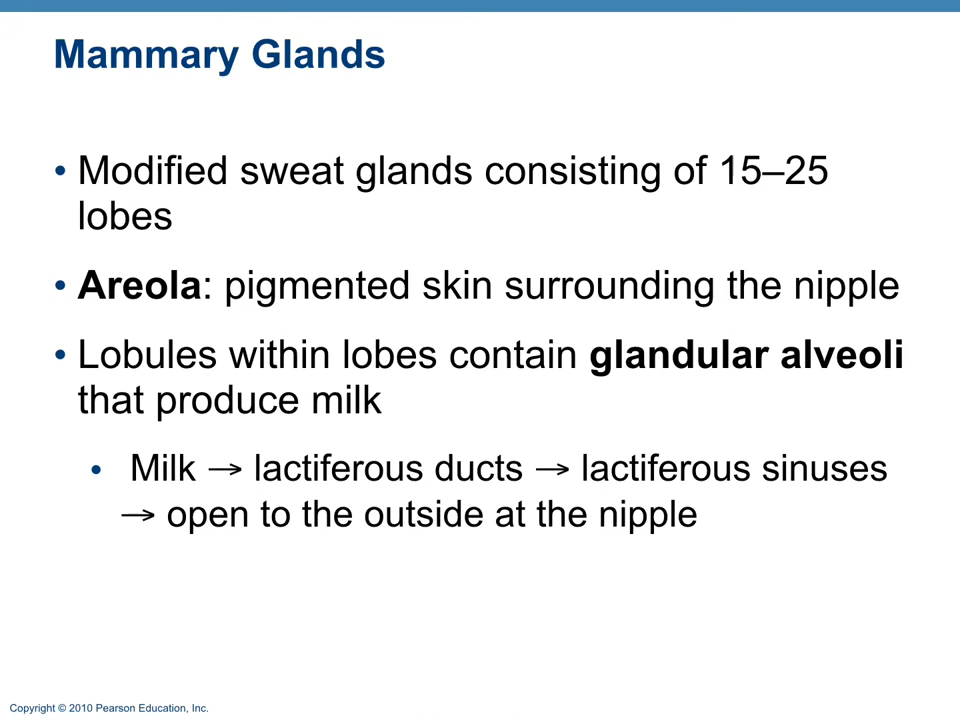 Mammary Glands
• Modified sweat glands consisting of 15–25
lobes
• Areola: pigmented skin surrounding the nipple
• Lobules within lobes contain glandular alveoli
that produce milk
• Milk → lactiferous ducts → lactiferous sinuses
→ open to the outside at the nipple
Copyright © 2010 Pearson Education, Inc.